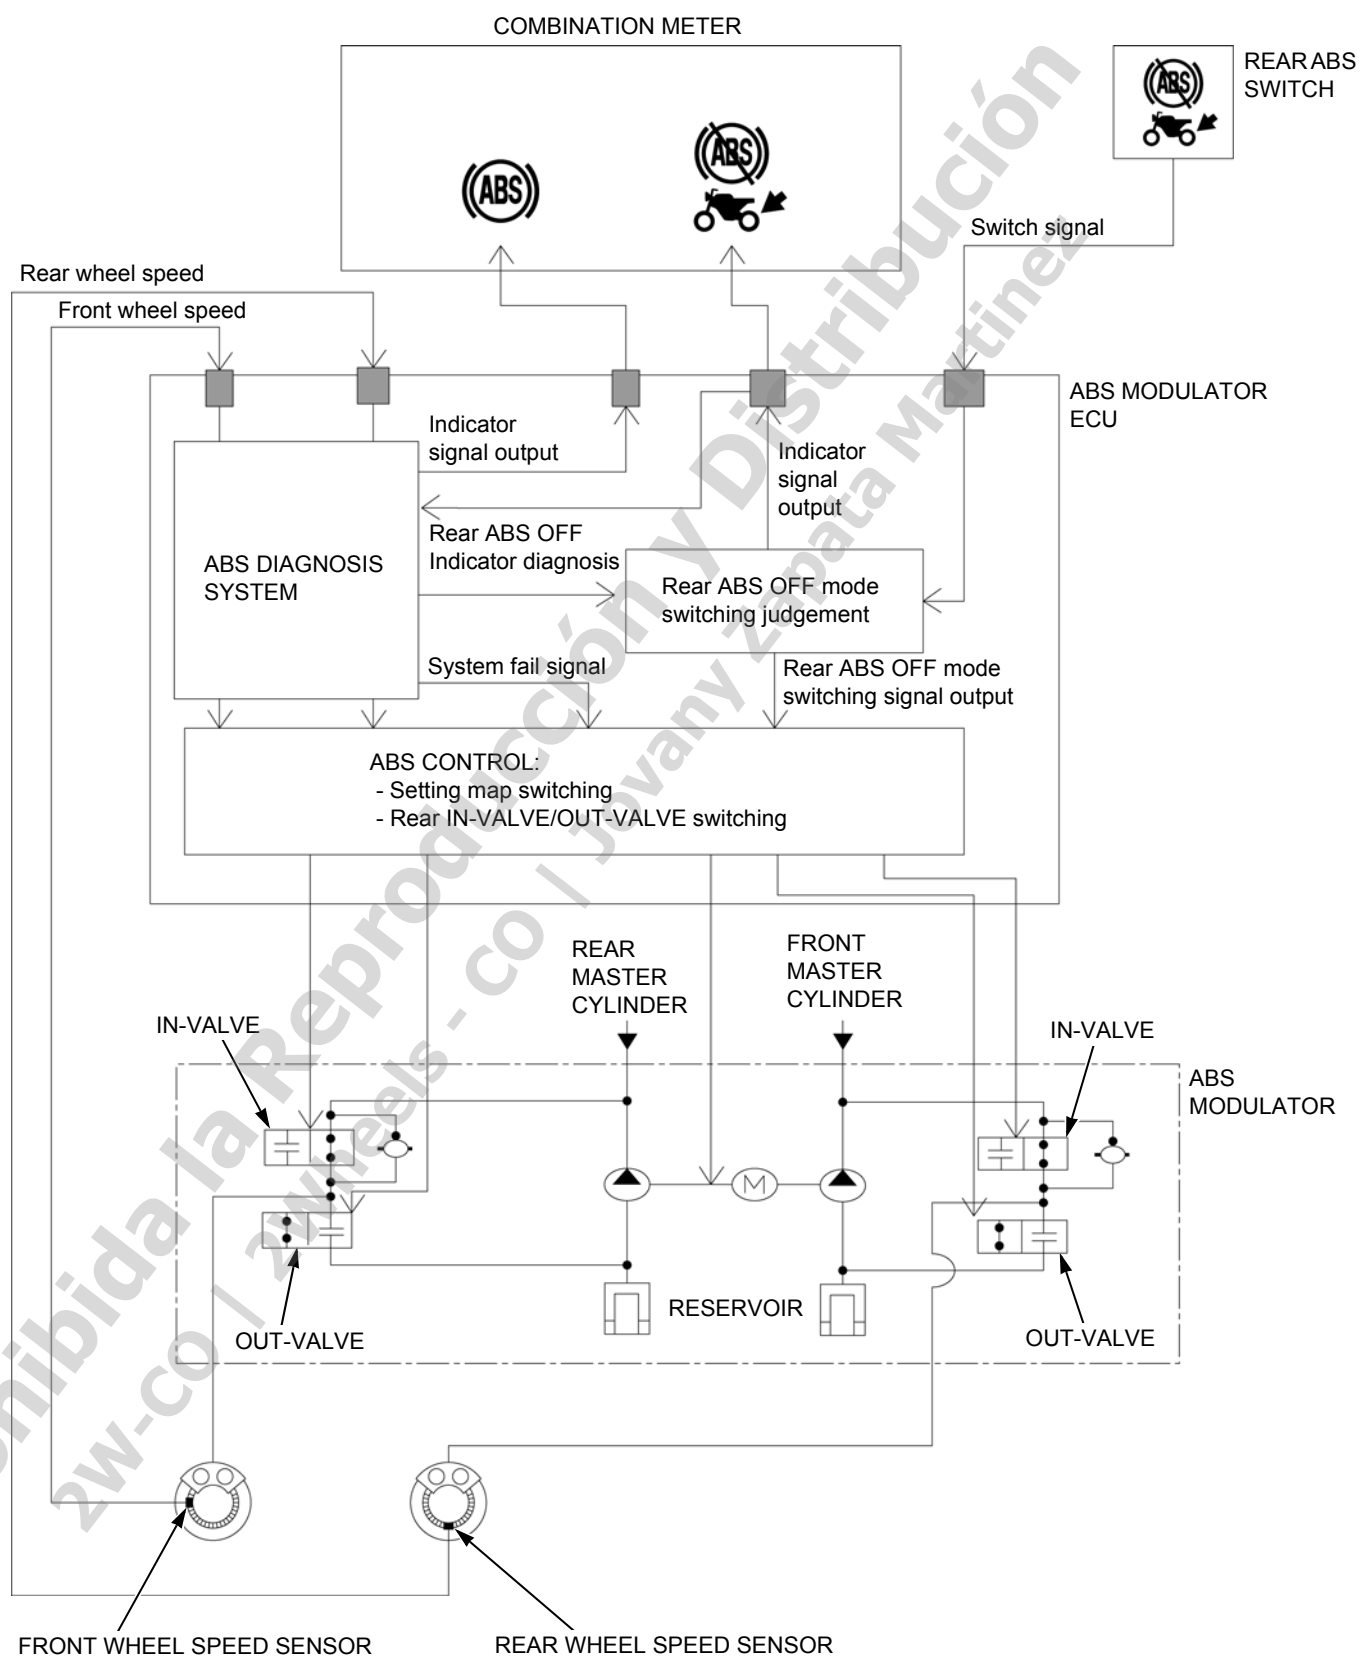 COMBINATION METER
ABS
ABS
ABS
REAR ABS
SWITCH
Switch signal
Rear wheel speed
Front wheel speed
ABS MODULATOR
ECU
Indicator
signal output
Indicator
signal
output
Rear ABS OFF
Indicator diagnosis
ABS DIAGNOSIS
SYSTEM
Rear ABS OFF mode
switching judgement
System fail signal
Rear ABS OFF mode
switching signal output
ABS CONTROL:
- Setting map switching
- Rear IN-VALVE/OUT-VALVE switching
REAR
MASTER
CYLINDER
FRONT
MASTER
CYLINDER
IN-VALVE
IN-VALVE
ABS
MODULATOR
M
RESERVOIR
OUT-VALVE
OUT-VALVE
FRONT WHEEL SPEED SENSOR
REAR WHEEL SPEED SENSOR
la Reproducción y Distribución
2w-co | 2wheels - co | Jovany Zapata Martinez